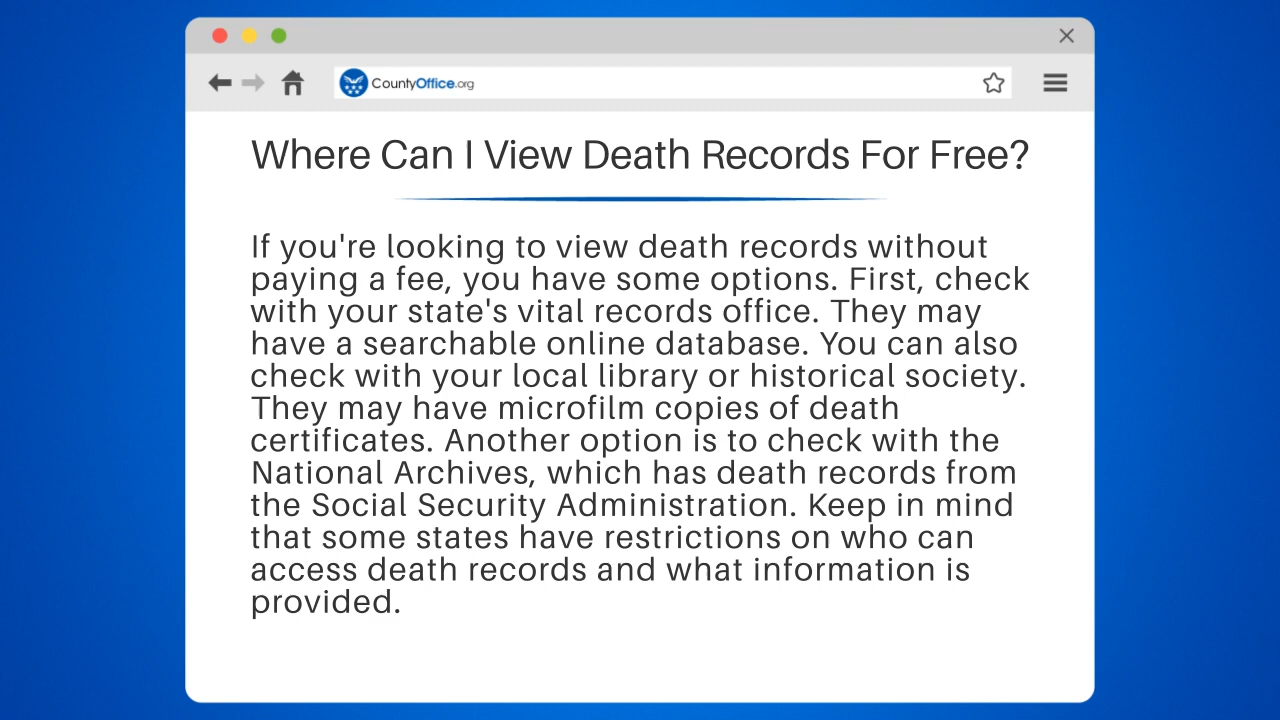 CountyOffice.org
Where Can I View Death Records For Free?
If you're looking to view death records without
paying a fee, you have some options. First, check
with your state's vital records office. They may
have a searchable online database. You can also
check with your local library or historical society.
They may have microfilm copies of death
certificates. Another option is to check with the
National Archives, which has death records from
the Social Security Administration. Keep in mind
that some states have restrictions on who can
access death records and what information is
provided.